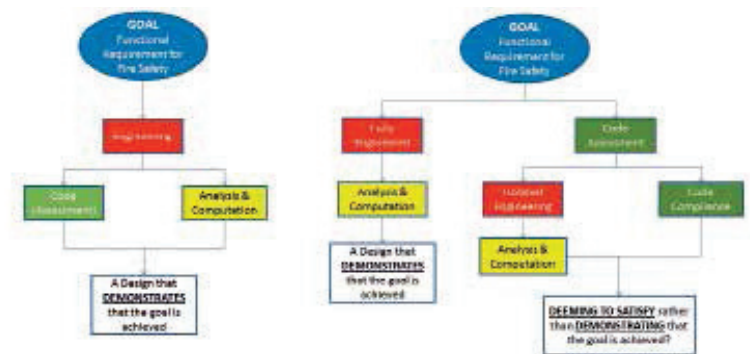 GOAL
Functional
Requirement for
Fire Safety
Engineering
Code
(Assessment)
Analysis &
Computation
A Design that
DEMONSTRATES
that the goal is
achieved
GOAL
Functional
Requirement for
Fire Safety
Fully
Engineered
Code
Assessment
Analysis &
Computation
Engineering
Code
Compliance
A Design that
DEMONSTRATES
that the goal is
achieved
Analysis &
Computation
DEEMING TO SATISFY rather
than DEMONSTRATING that
the goal is achieved?